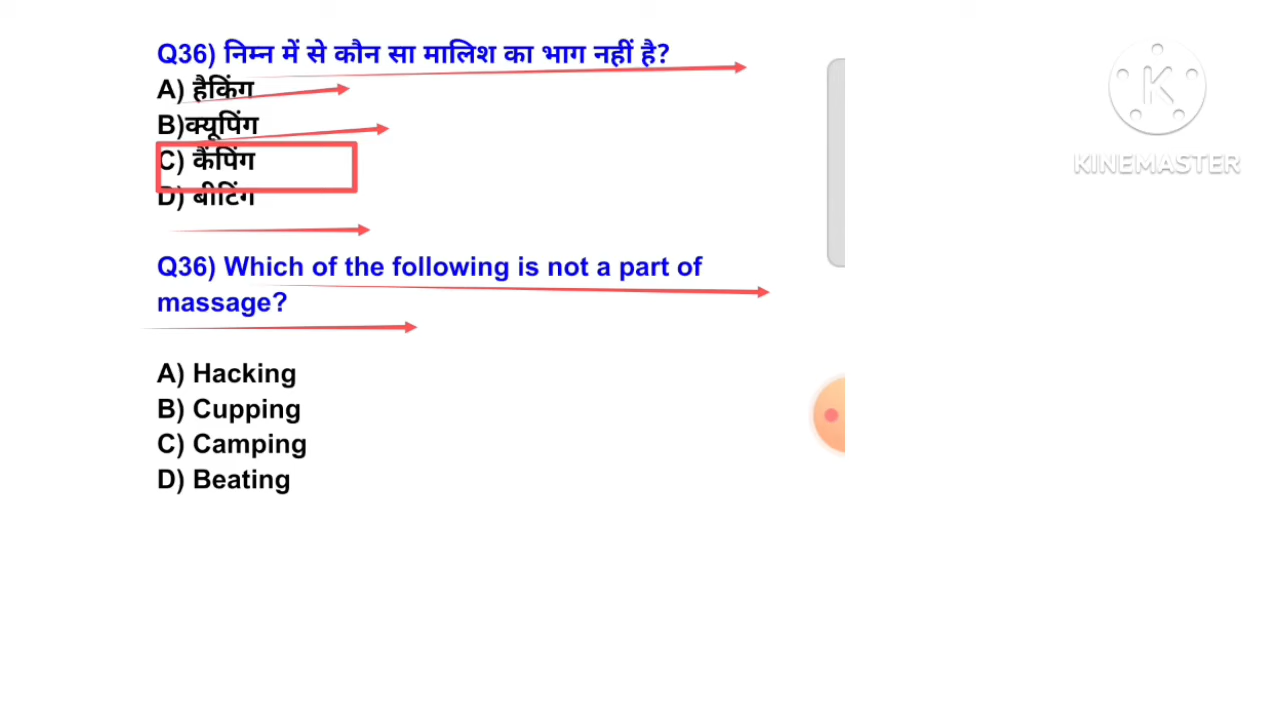 Q36) निम्न में से कौन सा मालिश का भाग नहीं है?
A) हैकिंग
B)क्यूपिंग
C) कैंपिंग
D) बीटिंग
Q36) Which of the following is not a part of
massage?
A) Hacking
B) Cupping
C) Camping
D) Beating
K
KINEMASTER